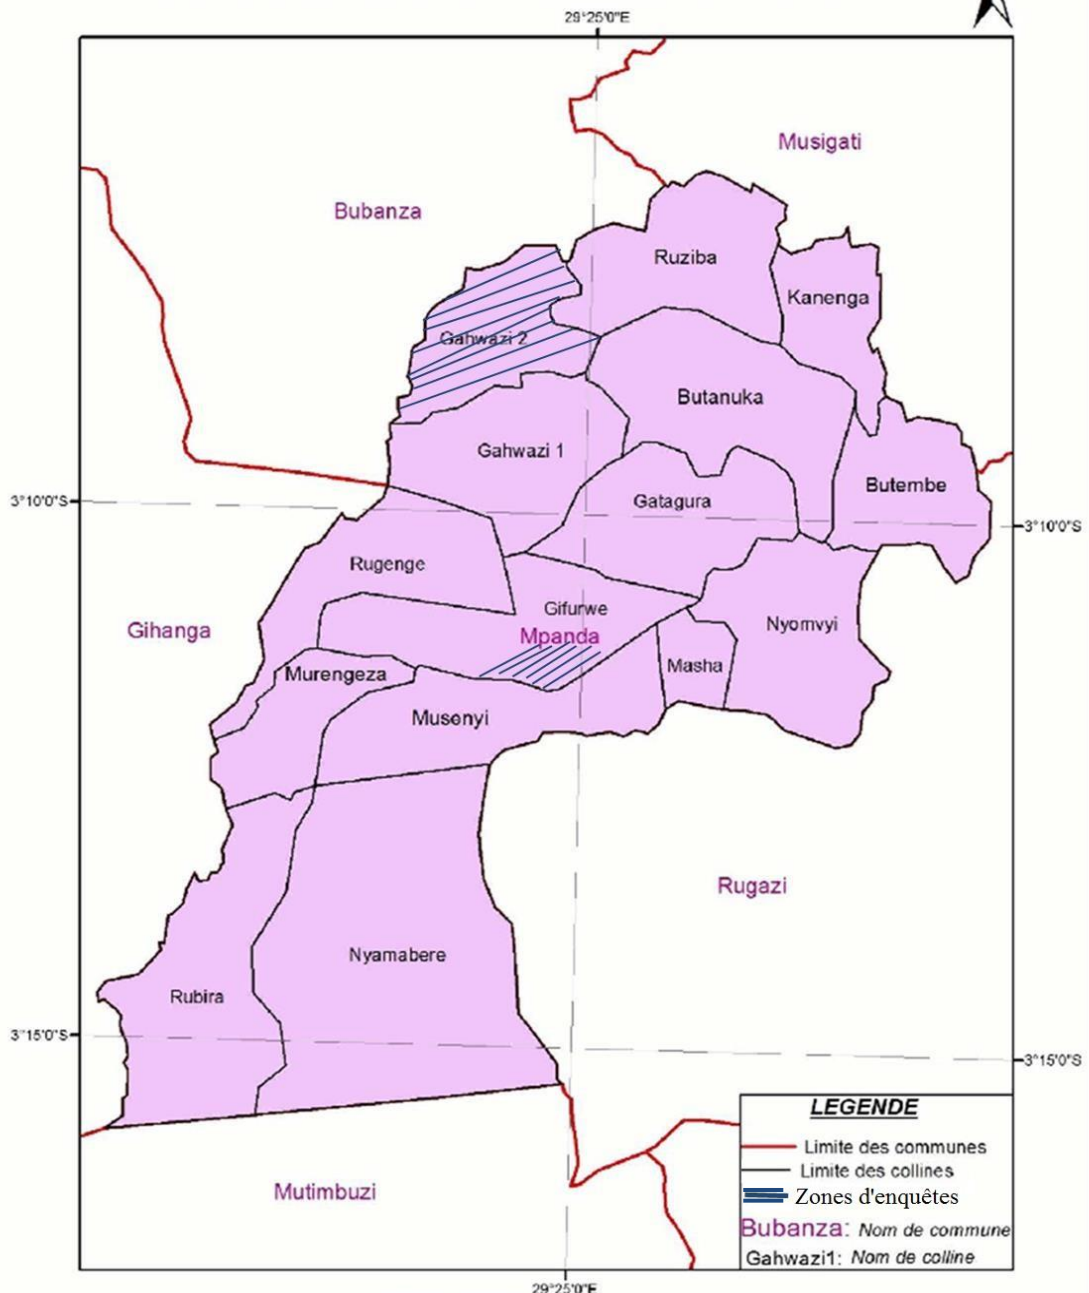 29°25'0"E
Musigati
Bubanza
Ruziba
Kanenga
Gahwazi 2
Butanuka
Gahwazi 1
Butembe
Gatagura
3°10'0"S
3°10'0"S
Rugenge
Gifurwe
Nyomvyi
Gihanga
Mpanda
Masha
Murengeza
Musenyi
Rugazi
Nyamabere
Rubira
3°15'0"S
3°15'0"S
LEGENDE
Limite des communes
Limite des collines
Zones d'enquêtes
Mutimbuzi
Bubanza: Nom de commune
Gahwazi1: Nom de colline
29°25'0"E